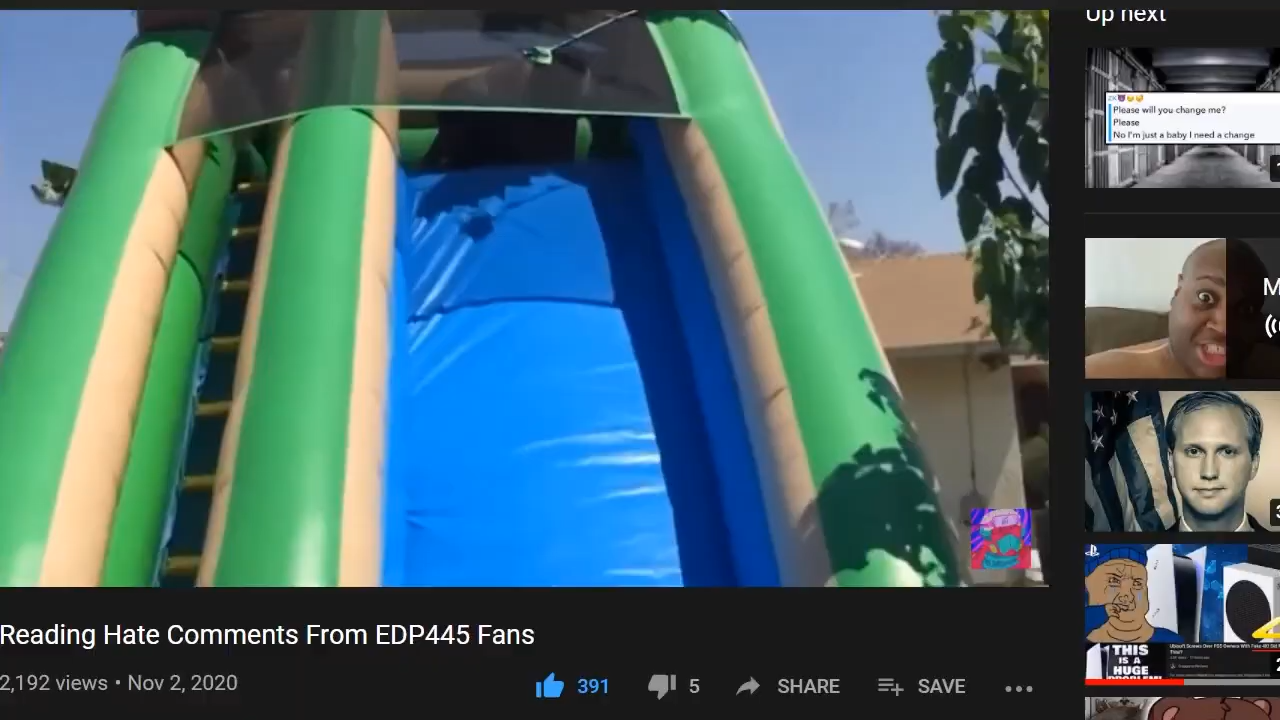 Up next
Please will you change me?
Please
No I'm just a baby I need a change
M
THIS
IS A
HUGE
PROBLEM!
Reading Hate Comments From EDP445 Fans
2,192 views • Nov 2, 2020
391
5
SHARE
SAVE